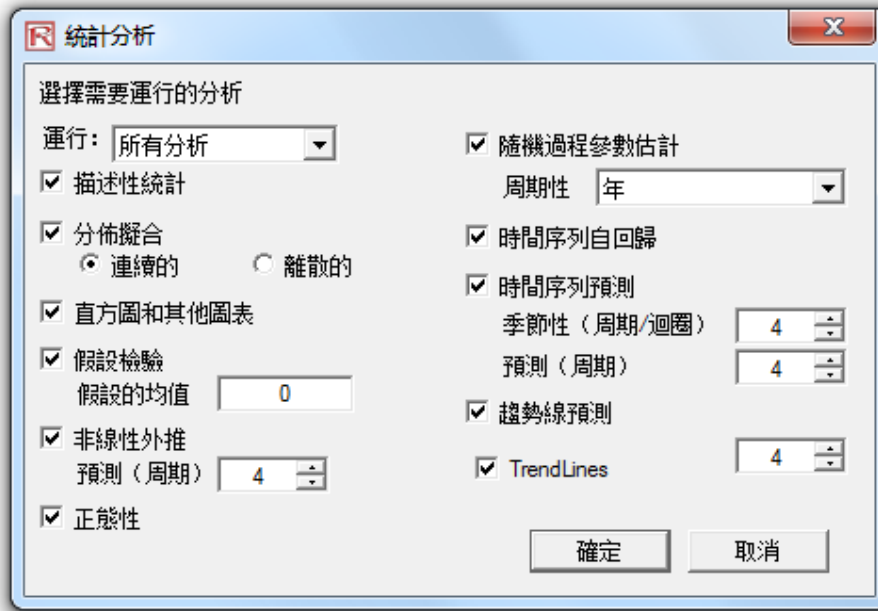 统計分析
選擇需要運行的分析
運行: 所有分析
描述性統計
分佈擬合
連續的 離散的
直方圖和其他圖表
假設檢驗
假設的均值 0
非線性外推
預測（周期） 4
正態性
隨機過程參數估計
周期性 年
時間序列自回歸
時間序列預測
季節性（周期/迴圈） 4
預測（周期） 4
趨勢線預測
TrendLines 4
確定 取消